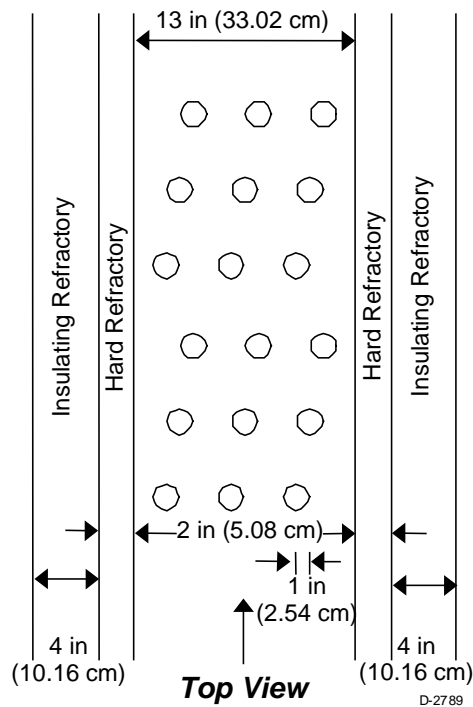 13 in (33.02 cm)
Insulating Refractory
Hard Refractory
Hard Refractory
Insulating Refractory
2 in (5.08 cm)
1 in
(2.54 cm)
4 in
(10.16 cm)
4 in
(10.16 cm)
Top View
D-2789